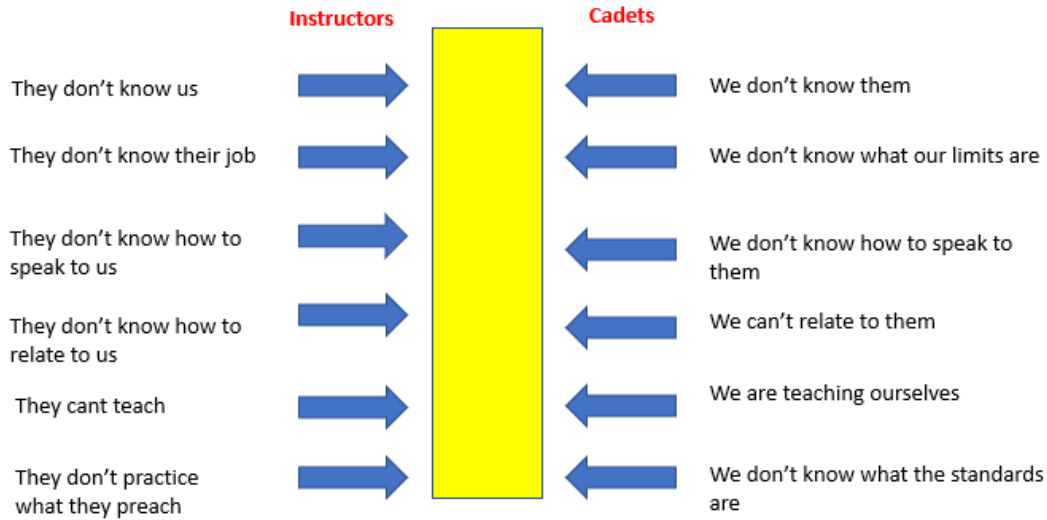 Instructors
Cadets
They don't know us
We don't know them
They don't know their job
We don't know what our limits are
They don't know how to
speak to us
We don't know how to speak to
them
They don't know how to
relate to us
We can't relate to them
They cant teach
We are teaching ourselves
They don't practice
what they preach
We don't know what the standards
are